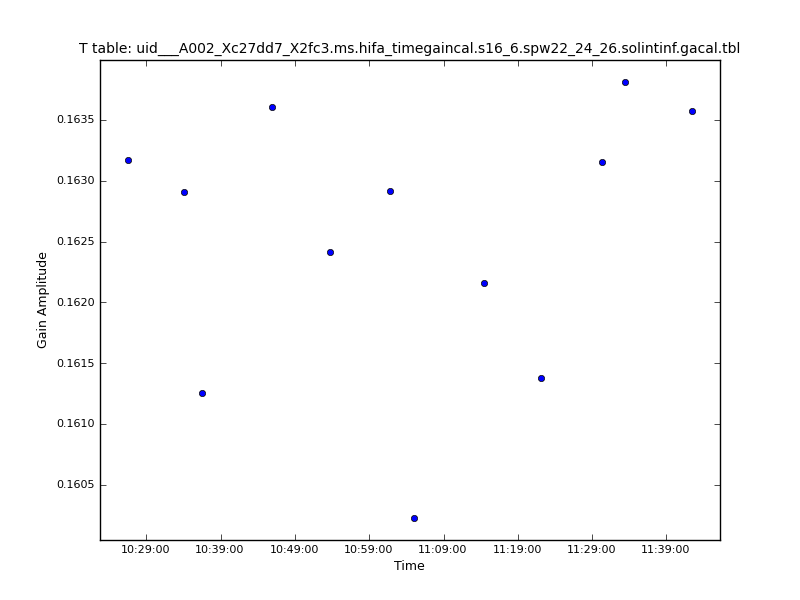 T table: uid___A002_Xc27dd7_X2fc3.ms.hifa_timegaincal.s16_6.spw22_24_26.solintinf.gacal.tbl
0.1635
0.1630
0.1625
0.1620
0.1615
0.1610
0.1605
Gain Amplitude
10:29:00 10:39:00 10:49:00 10:59:00 11:09:00 11:19:00 11:29:00 11:39:00
Time